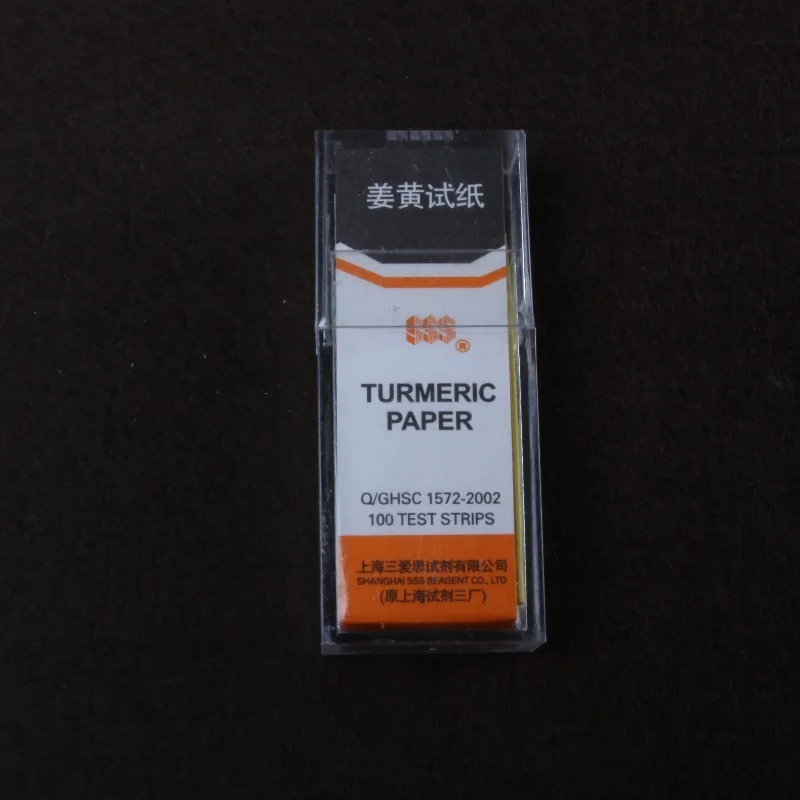 姜黄试纸
SSS®
TURMERIC
PAPER
Q/GHSC 1572-2002
100 TEST STRIPS
上海三爱思试剂有限公司
SHANGHAI SSS REAGENT CO., LTD
(原上海试剂三厂)